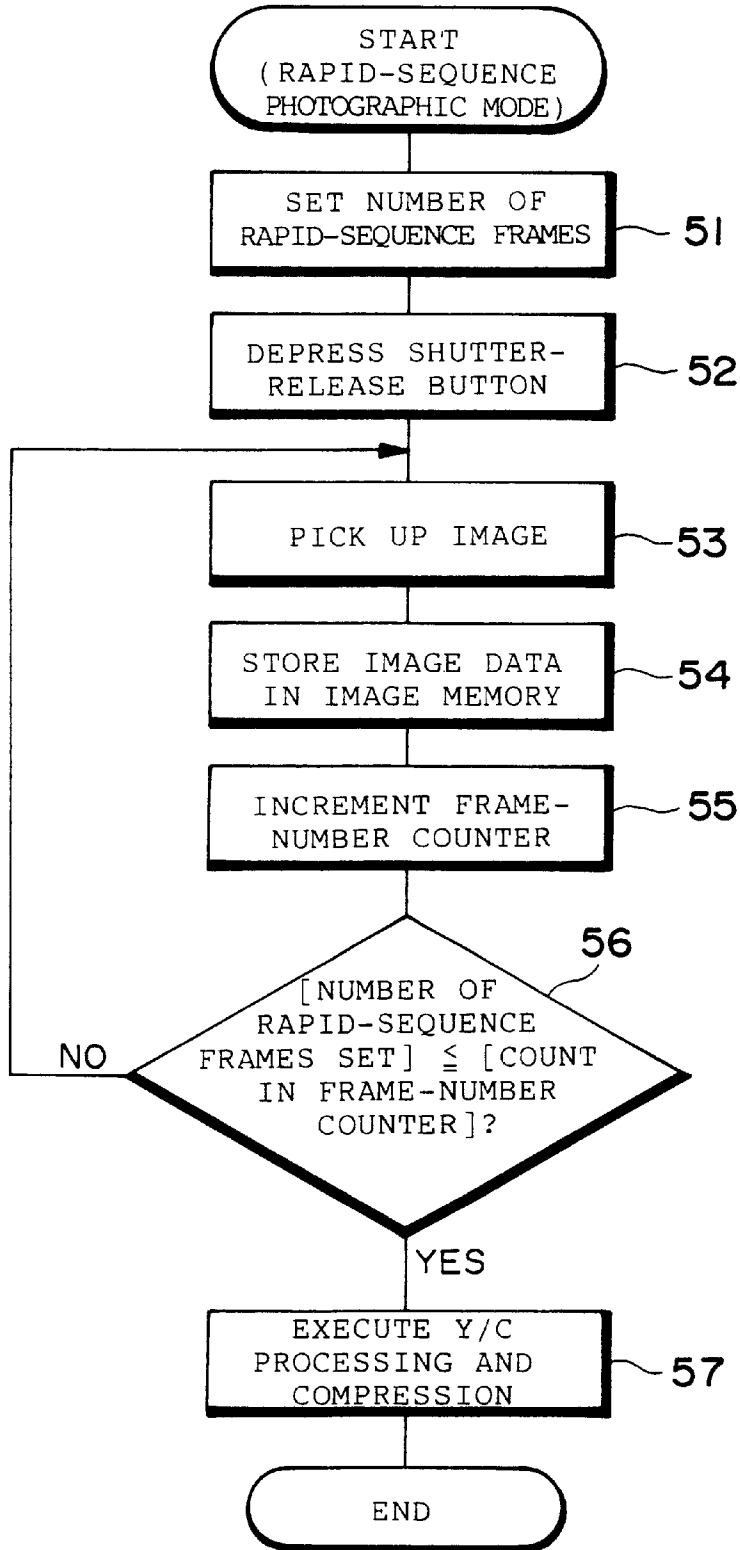 START
(RAPID-SEQUENCE
PHOTOGRAPHIC MODE)
SET NUMBER OF
RAPID-SEQUENCE FRAMES
51
DEPRESS SHUTTER-
RELEASE BUTTON
52
PICK UP IMAGE
53
STORE IMAGE DATA
IN IMAGE MEMORY
54
INCREMENT FRAME-
NUMBER COUNTER
55
56
[NUMBER OF
RAPID-SEQUENCE
FRAMES SET] ≦ [COUNT
IN FRAME-NUMBER
COUNTER]?
NO
YES
EXECUTE Y/C
PROCESSING AND
COMPRESSION
57
END